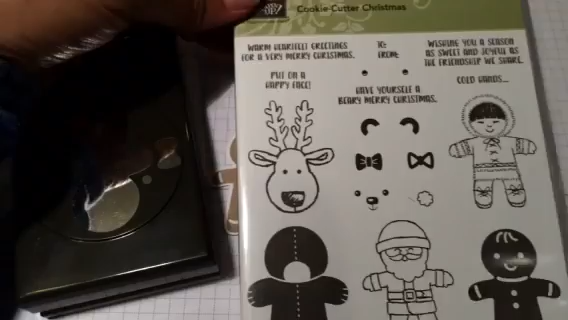 Cookie Cutter Christmas
WARM HEARTFELT GREETINGS
FOR A VERY MERRY CHRISTMAS.
TO:
FROM:
WISHING YOU A SEASON
AS SWEET AND JOYFUL AS
THE FRIENDSHIP WE SHARE.
PUT ON A
HAPPY FACE!
HAVE YOURSELF A
BEARY MERRY CHRISTMAS.
COLD HANDS...